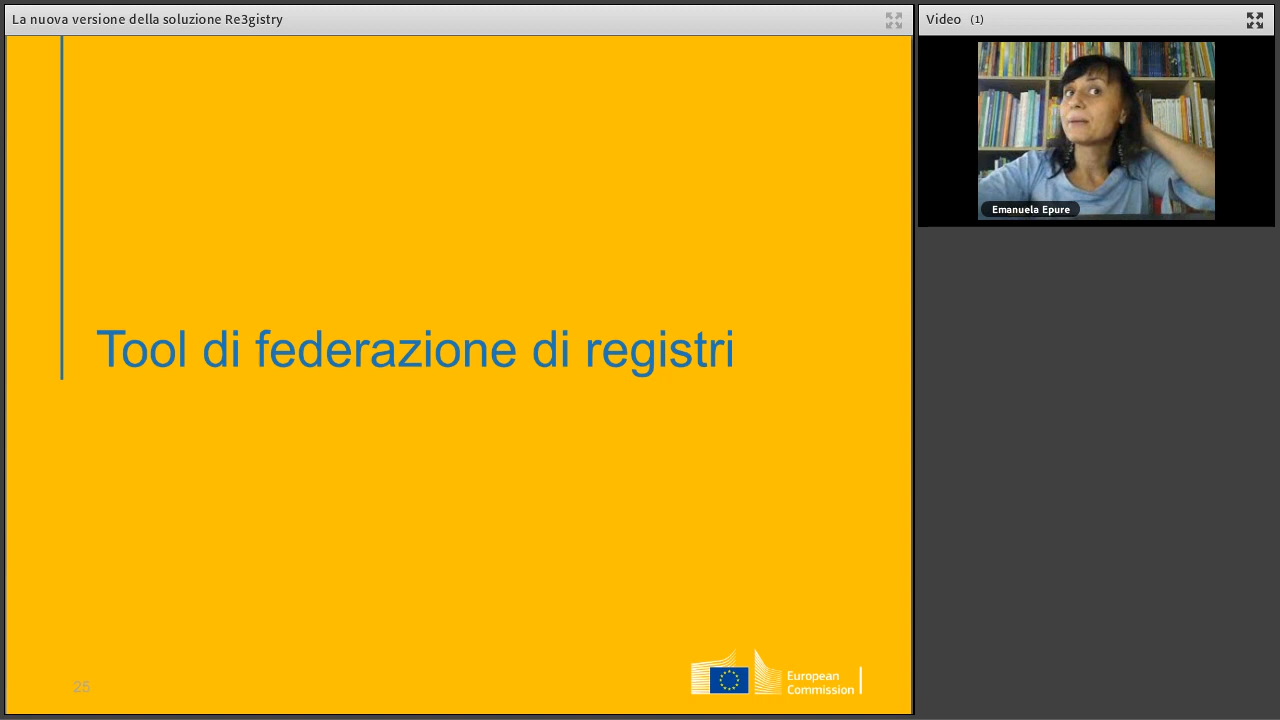 La nuova versione della soluzione Re3gistry
Video (1)
Emanuela Epure
Tool di federazione di registri
25
European
Commission